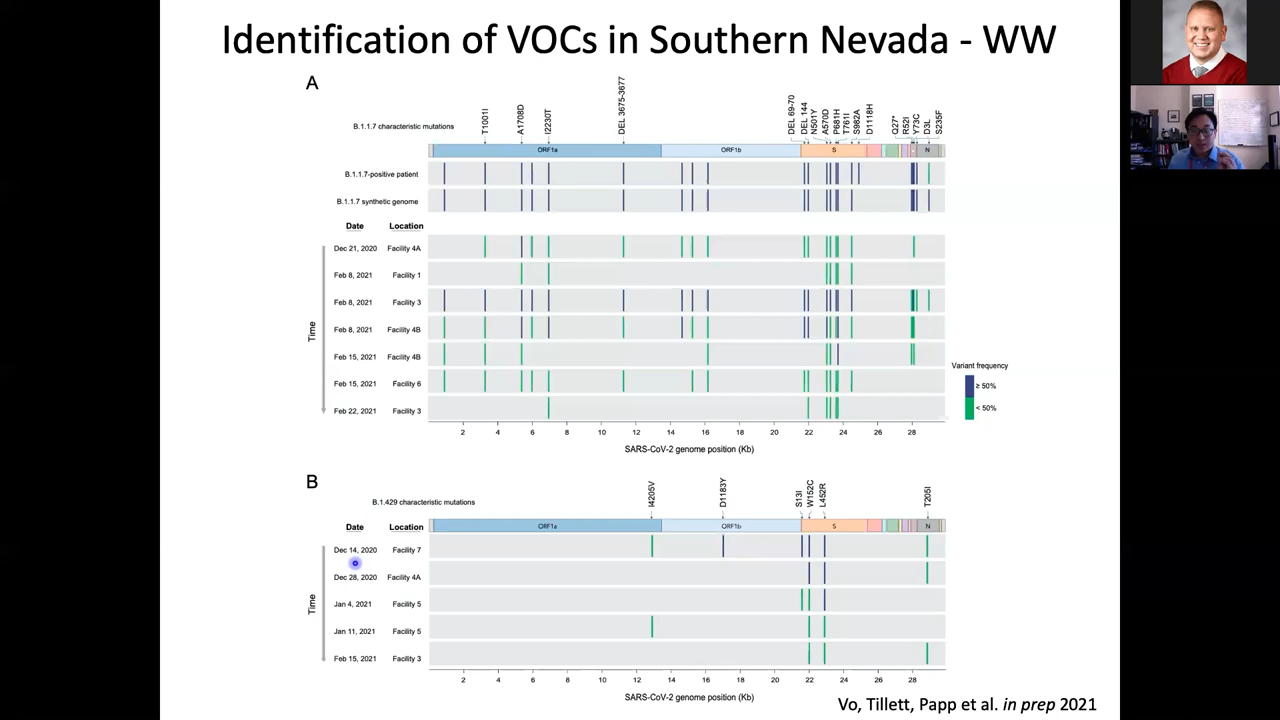 Identification of VOCs in Southern Nevada - WW
A
B.1.1.7 characteristic mutations
T1001I
A1708D
I2230T
DEL 3675-3677
DEL 69-70
DEL 144
N501Y
A570D
P681H
T761I
S982A
D1118H
Q27*
R52I
Y73C
D3L
S235F
ORF1a
ORF1b
S
N
B.1.1.7-positive patient
B.1.1.7 synthetic genome
Date Location
Dec 21, 2020 Facility 4A
Feb 8, 2021 Facility 1
Feb 8, 2021 Facility 3
Feb 8, 2021 Facility 4B
Feb 15, 2021 Facility 4B
Feb 15, 2021 Facility 6
Feb 22, 2021 Facility 3
Time
Variant frequency
≥ 50%
< 50%
2 4 6 8 10 12 14 16 18 20 22 24 26 28
SARS-CoV-2 genome position (Kb)
B
B.1.429 characteristic mutations
I4205V
D1183Y
S13I
W152C
L452R
T205I
ORF1a
ORF1b
S
N
Date Location
Dec 14, 2020 Facility 7
Dec 28, 2020 Facility 4A
Jan 4, 2021 Facility 5
Jan 11, 2021 Facility 5
Feb 15, 2021 Facility 3
Time
2 4 6 8 10 12 14 16 18 20 22 24 26 28
SARS-CoV-2 genome position (Kb)
Vo, Tillett, Papp et al. in prep 2021